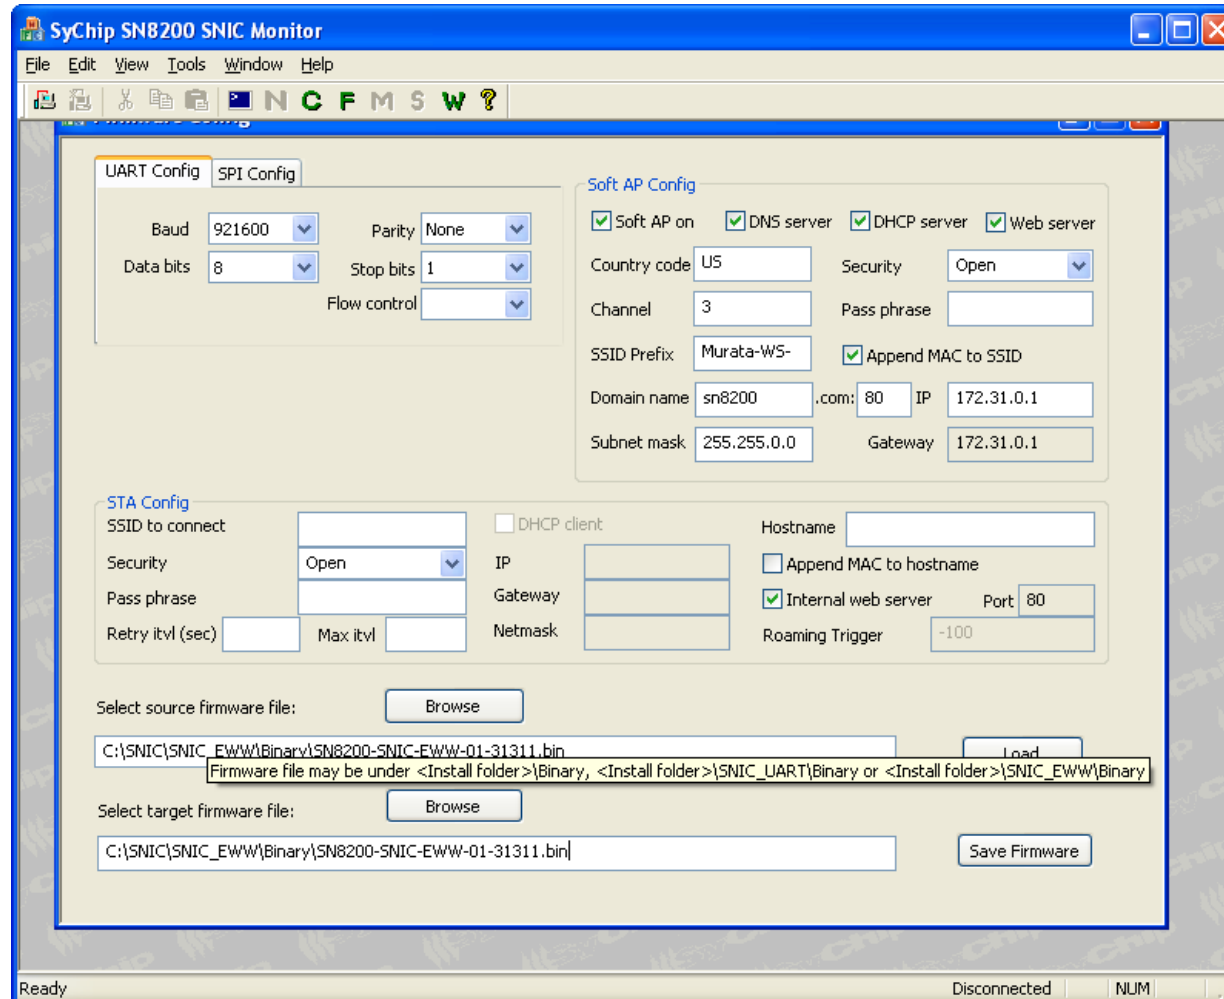 SyChip SN8200 SNIC Monitor
File Edit View Tools Window Help
N C F M S W ?
UART Config SPI Config
Baud 921600 Parity None
Data bits 8 Stop bits 1
Flow control
Soft AP Config
Soft AP on DNS server DHCP server Web server
Country code US Security Open
Channel 3 Pass phrase
SSID Prefix Murata-WS- Append MAC to SSID
Domain name sn8200 .com: 80 IP 172.31.0.1
Subnet mask 255.255.0.0 Gateway 172.31.0.1
STA Config
SSID to connect DHCP client Hostname
Security Open IP Append MAC to hostname
Pass phrase Gateway Internal web server Port 80
Retry itvl (sec) Max itvl Netmask Roaming Trigger -100
Select source firmware file: Browse
C:\SNIC\SNIC_EWW\Binary\SN8200-SNIC-EWW-01-31311.bin Load
Firmware file may be under <Install folder>\Binary, <Install folder>\SNIC_UART\Binary or <Install folder>\SNIC_EWW\Binary
Select target firmware file: Browse
C:\SNIC\SNIC_EWW\Binary\SN8200-SNIC-EWW-01-31311.bin Save Firmware
Ready Disconnected NUM